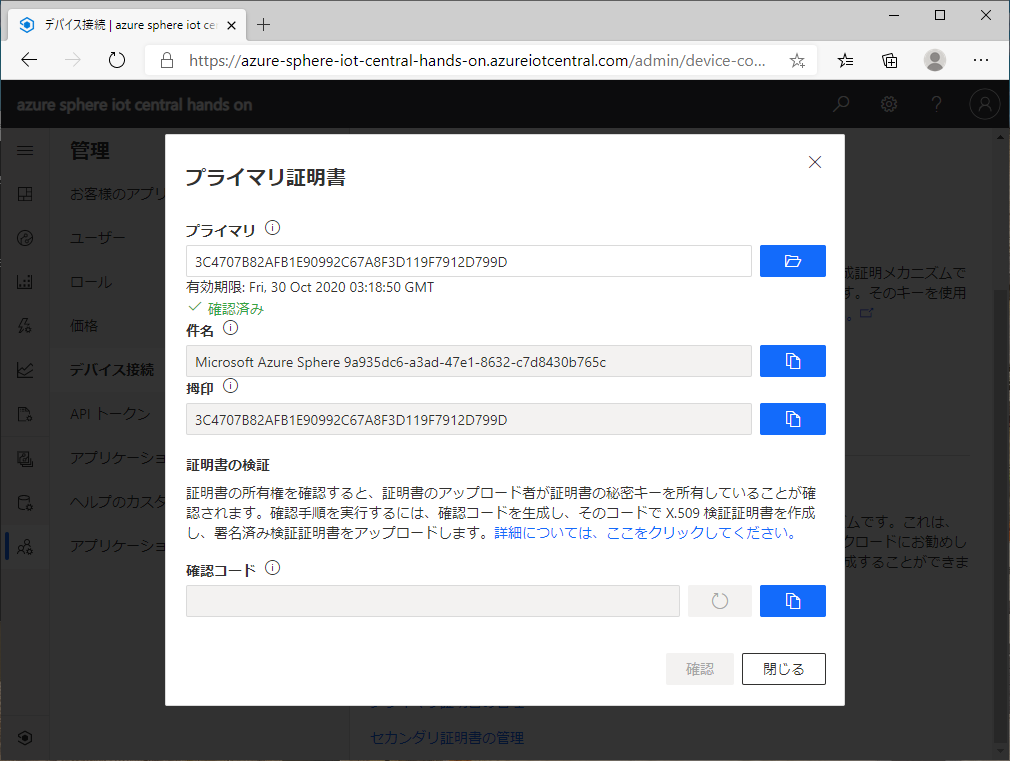 デバイス接続 | azure sphere iot ce
https://azure-sphere-iot-central-hands-on.azureiotcentral.com/admin/device-co...
azure sphere iot central hands on
管理
お客様のアプリ
ユーザー
ロール
価格
デバイス接続
API トークン
アプリケーショ
ヘルプのカスタ
アプリケーショ
プライマリ証明書
プライマリ
3C4707B82AFB1E90992C67A8F3D119F7912D799D
有効期限: Fri, 30 Oct 2020 03:18:50 GMT
確認済み
件名
Microsoft Azure Sphere 9a935dc6-a3ad-47e1-8632-c7d8430b765c
拇印
3C4707B82AFB1E90992C67A8F3D119F7912D799D
証明書の検証
証明書の所有権を確認すると、証明書のアップロード者が証明書の秘密キーを所有していることが確
認されます。確認手順を実行するには、確認コードを生成し、そのコードで X.509 検証証明書を作成
し、署名済み検証証明書をアップロードします。詳細については、ここをクリックしてください。
確認コード
確認
閉じる
成証明メカニズムで
す。そのキーを使用
。
ムです。これは、
クロードにお勧めし
成することができま
セカンダリ証明書の管理